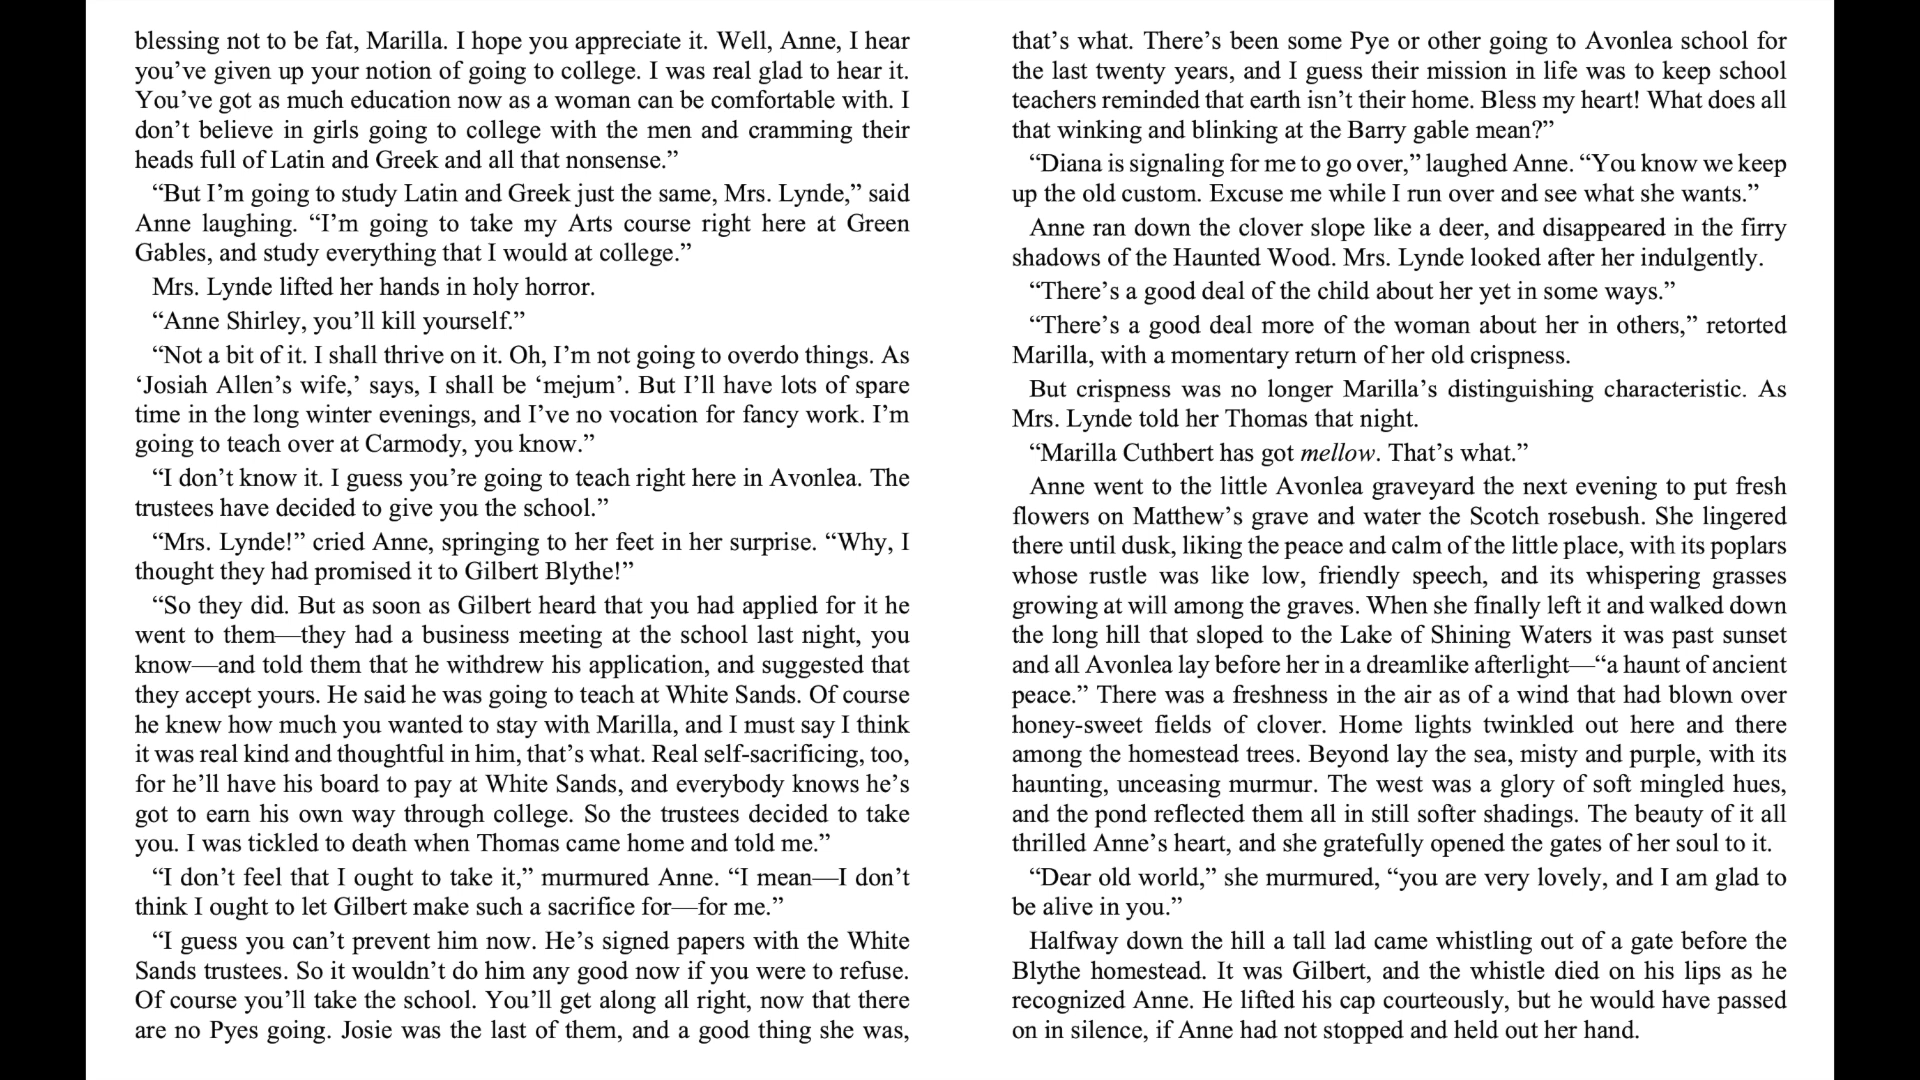 blessing not to be fat, Marilla. I hope you appreciate it. Well, Anne, I hear
you’ve given up your notion of going to college. I was real glad to hear it.
You’ve got as much education now as a woman can be comfortable with. I
don’t believe in girls going to college with the men and cramming their
heads full of Latin and Greek and all that nonsense.”
“But I’m going to study Latin and Greek just the same, Mrs. Lynde,” said
Anne laughing. “I’m going to take my Arts course right here at Green
Gables, and study everything that I would at college.”
Mrs. Lynde lifted her hands in holy horror.
“Anne Shirley, you’ll kill yourself.”
“Not a bit of it. I shall thrive on it. Oh, I’m not going to overdo things. As
‘Josiah Allen’s wife,’ says, I shall be ‘mejum’. But I’ll have lots of spare
time in the long winter evenings, and I’ve no vocation for fancy work. I’m
going to teach over at Carmody, you know.”
“I don’t know it. I guess you’re going to teach right here in Avonlea. The
trustees have decided to give you the school.”
“Mrs. Lynde!” cried Anne, springing to her feet in her surprise. “Why, I
thought they had promised it to Gilbert Blythe!”
“So they did. But as soon as Gilbert heard that you had applied for it he
went to them—they had a business meeting at the school last night, you
know—and told them that he withdrew his application, and suggested that
they accept yours. He said he was going to teach at White Sands. Of course
he knew how much you wanted to stay with Marilla, and I must say I think
it was real kind and thoughtful in him, that’s what. Real self-sacrificing, too,
for he’ll have his board to pay at White Sands, and everybody knows he’s
got to earn his own way through college. So the trustees decided to take
you. I was tickled to death when Thomas came home and told me.”
“I don’t feel that I ought to take it,” murmured Anne. “I mean—I don’t
think I ought to let Gilbert make such a sacrifice for—for me.”
“I guess you can’t prevent him now. He’s signed papers with the White
Sands trustees. So it wouldn’t do him any good now if you were to refuse.
Of course you’ll take the school. You’ll get along all right, now that there
are no Pyes going. Josie was the last of them, and a good thing she was,
that’s what. There’s been some Pye or other going to Avonlea school for
the last twenty years, and I guess their mission in life was to keep school
teachers reminded that earth isn’t their home. Bless my heart! What does all
that winking and blinking at the Barry gable mean?”
“Diana is signaling for me to go over,” laughed Anne. “You know we keep
up the old custom. Excuse me while I run over and see what she wants.”
Anne ran down the clover slope like a deer, and disappeared in the firry
shadows of the Haunted Wood. Mrs. Lynde looked after her indulgently.
“There’s a good deal of the child about her yet in some ways.”
“There’s a good deal more of the woman about her in others,” retorted
Marilla, with a momentary return of her old crispness.
But crispness was no longer Marilla’s distinguishing characteristic. As
Mrs. Lynde told her Thomas that night.
“Marilla Cuthbert has got mellow. That’s what.”
Anne went to the little Avonlea graveyard the next evening to put fresh
flowers on Matthew’s grave and water the Scotch rosebush. She lingered
there until dusk, liking the peace and calm of the little place, with its poplars
whose rustle was like low, friendly speech, and its whispering grasses
growing at will among the graves. When she finally left it and walked down
the long hill that sloped to the Lake of Shining Waters it was past sunset
and all Avonlea lay before her in a dreamlike afterlight—“a haunt of ancient
peace.” There was a freshness in the air as of a wind that had blown over
honey-sweet fields of clover. Home lights twinkled out here and there
among the homestead trees. Beyond lay the sea, misty and purple, with its
haunting, unceasing murmur. The west was a glory of soft mingled hues,
and the pond reflected them all in still softer shadings. The beauty of it all
thrilled Anne’s heart, and she gratefully opened the gates of her soul to it.
“Dear old world,” she murmured, “you are very lovely, and I am glad to
be alive in you.”
Halfway down the hill a tall lad came whistling out of a gate before the
Blythe homestead. It was Gilbert, and the whistle died on his lips as he
recognized Anne. He lifted his cap courteously, but he would have passed
on in silence, if Anne had not stopped and held out her hand.